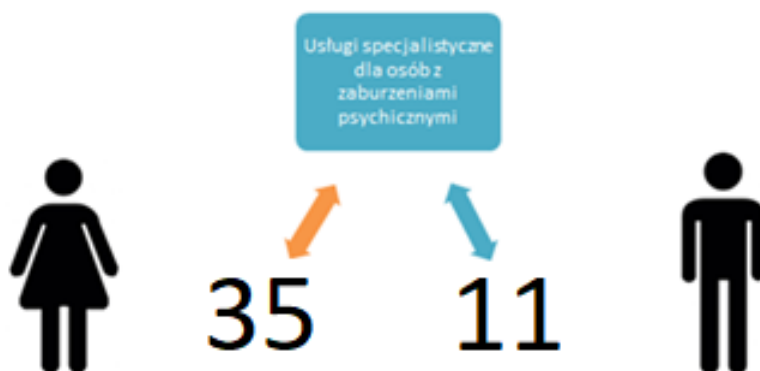 Usługi specjalistyczne
dla osób z
zaburzeniami
psychicznymi
35 11